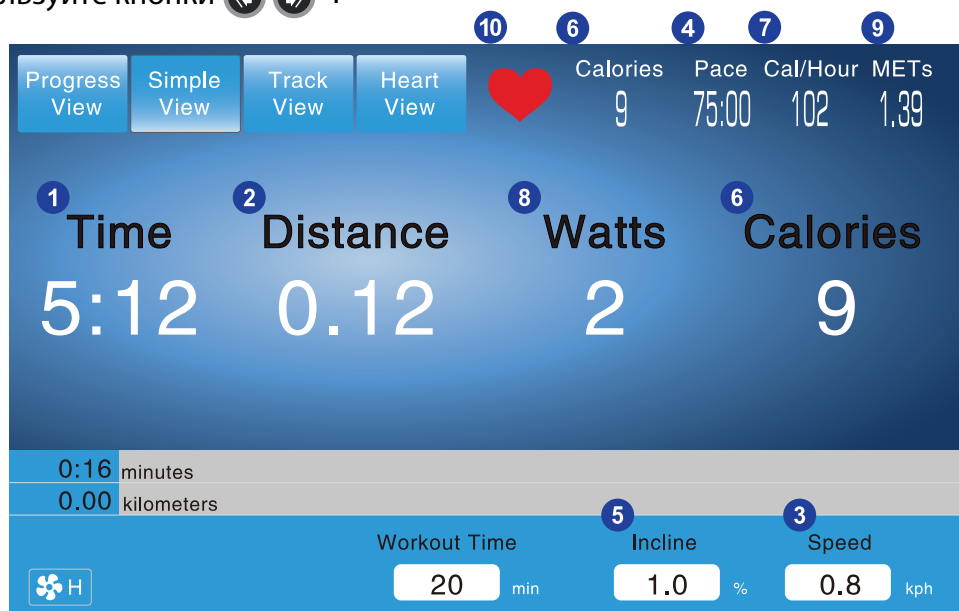 льзуйте кнопки .
10 6 4 7 9
Progress View Simple View Track View Heart View
Calories Pace Cal/Hour METs
9 75:00 102 1.39
1 2 8 6
Time Distance Watts Calories
5:12 0.12 2 9
0:16 minutes
0.00 kilometers
5 3
Workout Time Incline Speed
H 20 min 1.0 % 0.8 kph